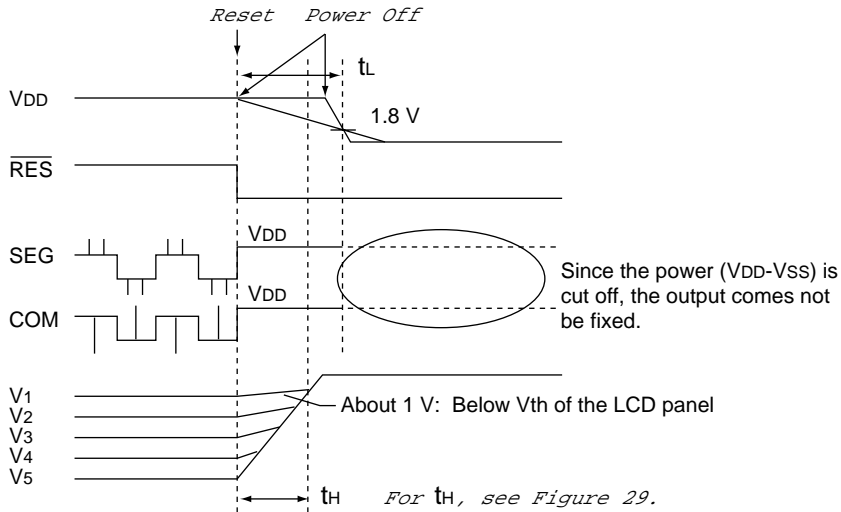 Reset Power Off
tL
VDD
1.8 V
RES
VDD
SEG
Since the power (VDD-VSS) is
cut off, the output comes not
be fixed.
VDD
COM
V1
About 1 V: Below Vth of the LCD panel
V2
V3
V4
V5
tH For tH, see Figure 29.